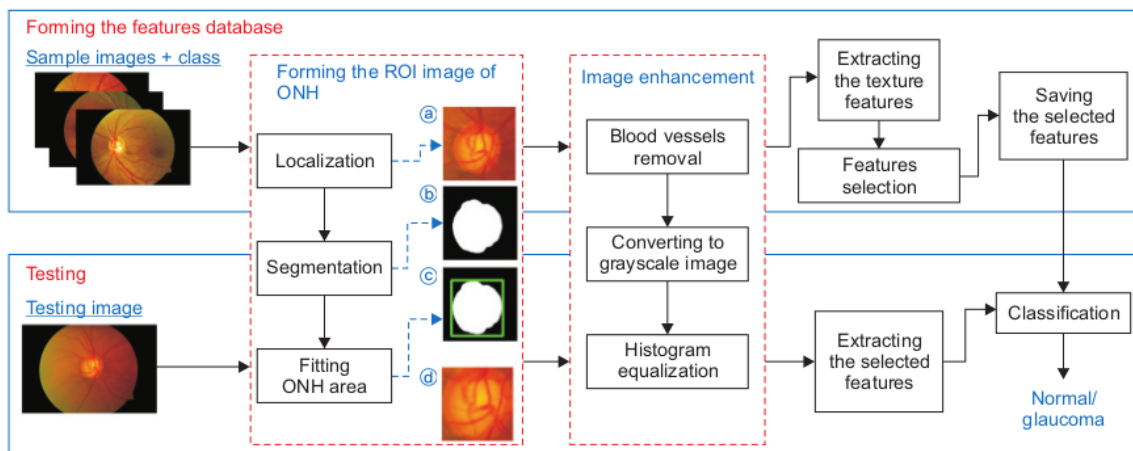 Forming the features database
Sample images + class
Forming the ROI image of
ONH
ⓐ
Localization
ⓑ
Segmentation
ⓒ
Fitting
ONH area
ⓓ
Image enhancement
Blood vessels
removal
Converting to
grayscale image
Histogram
equalization
Extracting
the texture
features
Features
selection
Saving
the selected
features
Testing
Testing image
Extracting
the selected
features
Classification
Normal/
glaucoma